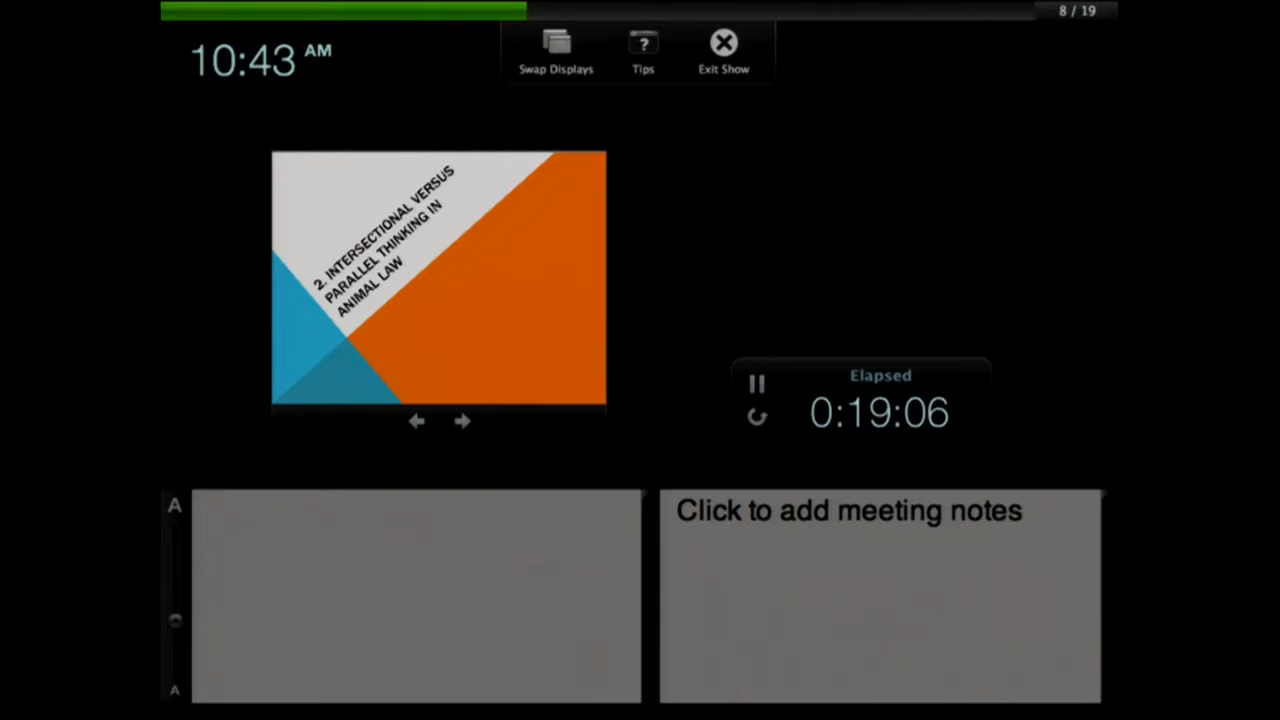 8 / 19
10:43 AM
Swap Displays
Tips
Exit Show
2. INTERSECTIONAL VERSUS
PARALLEL THINKING IN
ANIMAL LAW
Elapsed
0:19:06
A
A
Click to add meeting notes